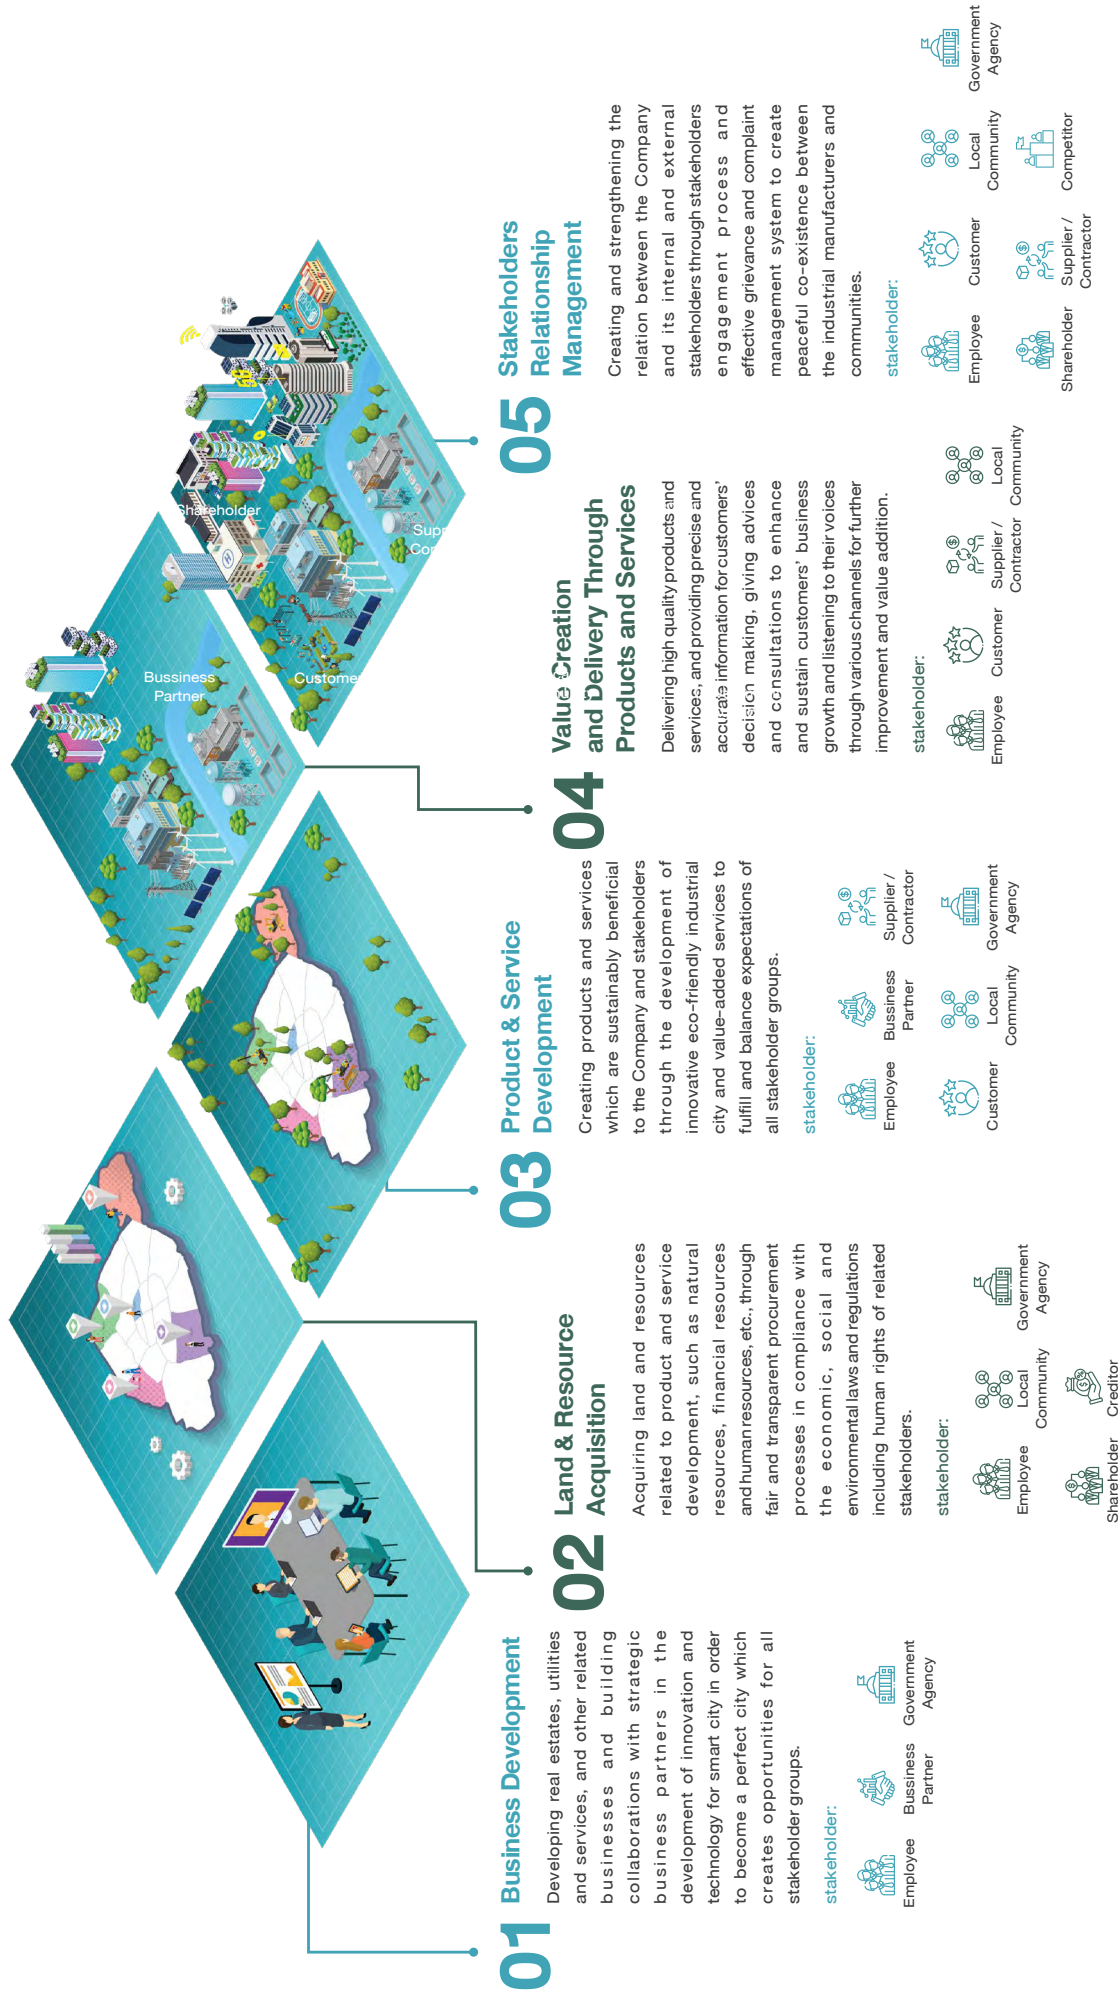 01
Business Development
Developing real estates, utilities
and services, and other related
businesses and building
collaborations with strategic
business partners in the
development of innovation and
technology for smart city in order
to become a perfect city which
creates opportunities for all
stakeholder groups.
stakeholder:
Employee
Bussiness
Partner
Government
Agency
02
Land & Resource
Acquisition
Acquiring land and resources
related to product and service
development, such as natural
resources, financial resources
and human resources, etc., through
fair and transparent procurement
processes in compliance with
the economic, social and
environmental laws and regulations
including human rights of related
stakeholders.
stakeholder:
Employee
Local
Community
Government
Agency
Shareholder
Creditor
03
Product & Service
Development
Creating products and services
which are sustainably beneficial
to the Company and stakeholders
through the development of
innovative eco-friendly industrial
city and value-added services to
fulfill and balance expectations of
all stakeholder groups.
stakeholder:
Employee
Bussiness
Partner
Supplier /
Contractor
Customer
Local
Community
Government
Agency
04
Value Creation
and Delivery Through
Products and Services
Delivering high quality products and
services, and providing precise and
accurate information for customers'
decision making, giving advices
and consultations to enhance
and sustain customers' business
growth and listening to their voices
through various channels for further
improvement and value addition.
stakeholder:
Employee
Customer
Supplier /
Contractor
Local
Community
05
Stakeholders
Relationship
Management
Creating and strengthening the
relation between the Company
and its internal and external
stakeholders through stakeholders
engagement process and
effective grievance and complaint
management system to create
peaceful co-existence between
the industrial manufacturers and
communities.
stakeholder:
Employee
Customer
Local
Community
Government
Agency
Shareholder
Supplier /
Contractor
Competitor
Bussiness
Partner
Shareholder
Customer
H